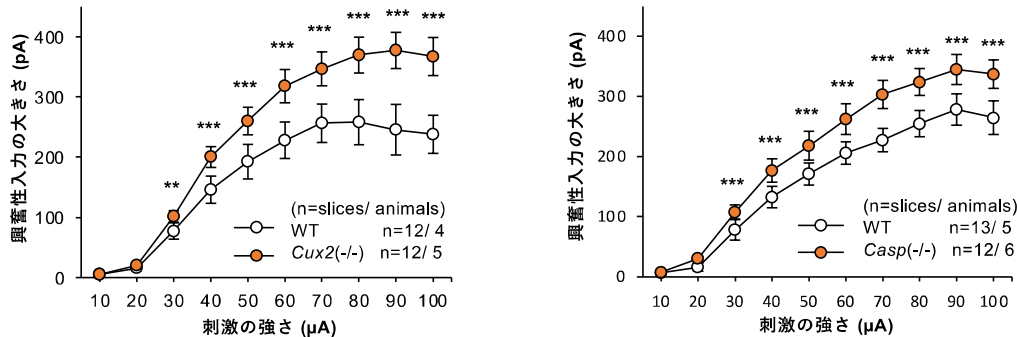 興奮性入力の大きさ (pA)
400
300
200
100
0
** *** *** *** *** *** *** ***
(n=slices/ animals)
WT n=12/ 4
Cux2(-/-) n=12/ 5
10 20 30 40 50 60 70 80 90 100
刺激の強さ (μA)
興奮性入力の大きさ (pA)
400
300
200
100
0
*** *** *** *** *** *** *** ***
(n=slices/ animals)
WT n=13/ 5
Casp(-/-) n=12/ 6
10 20 30 40 50 60 70 80 90 100
刺激の強さ (μA)